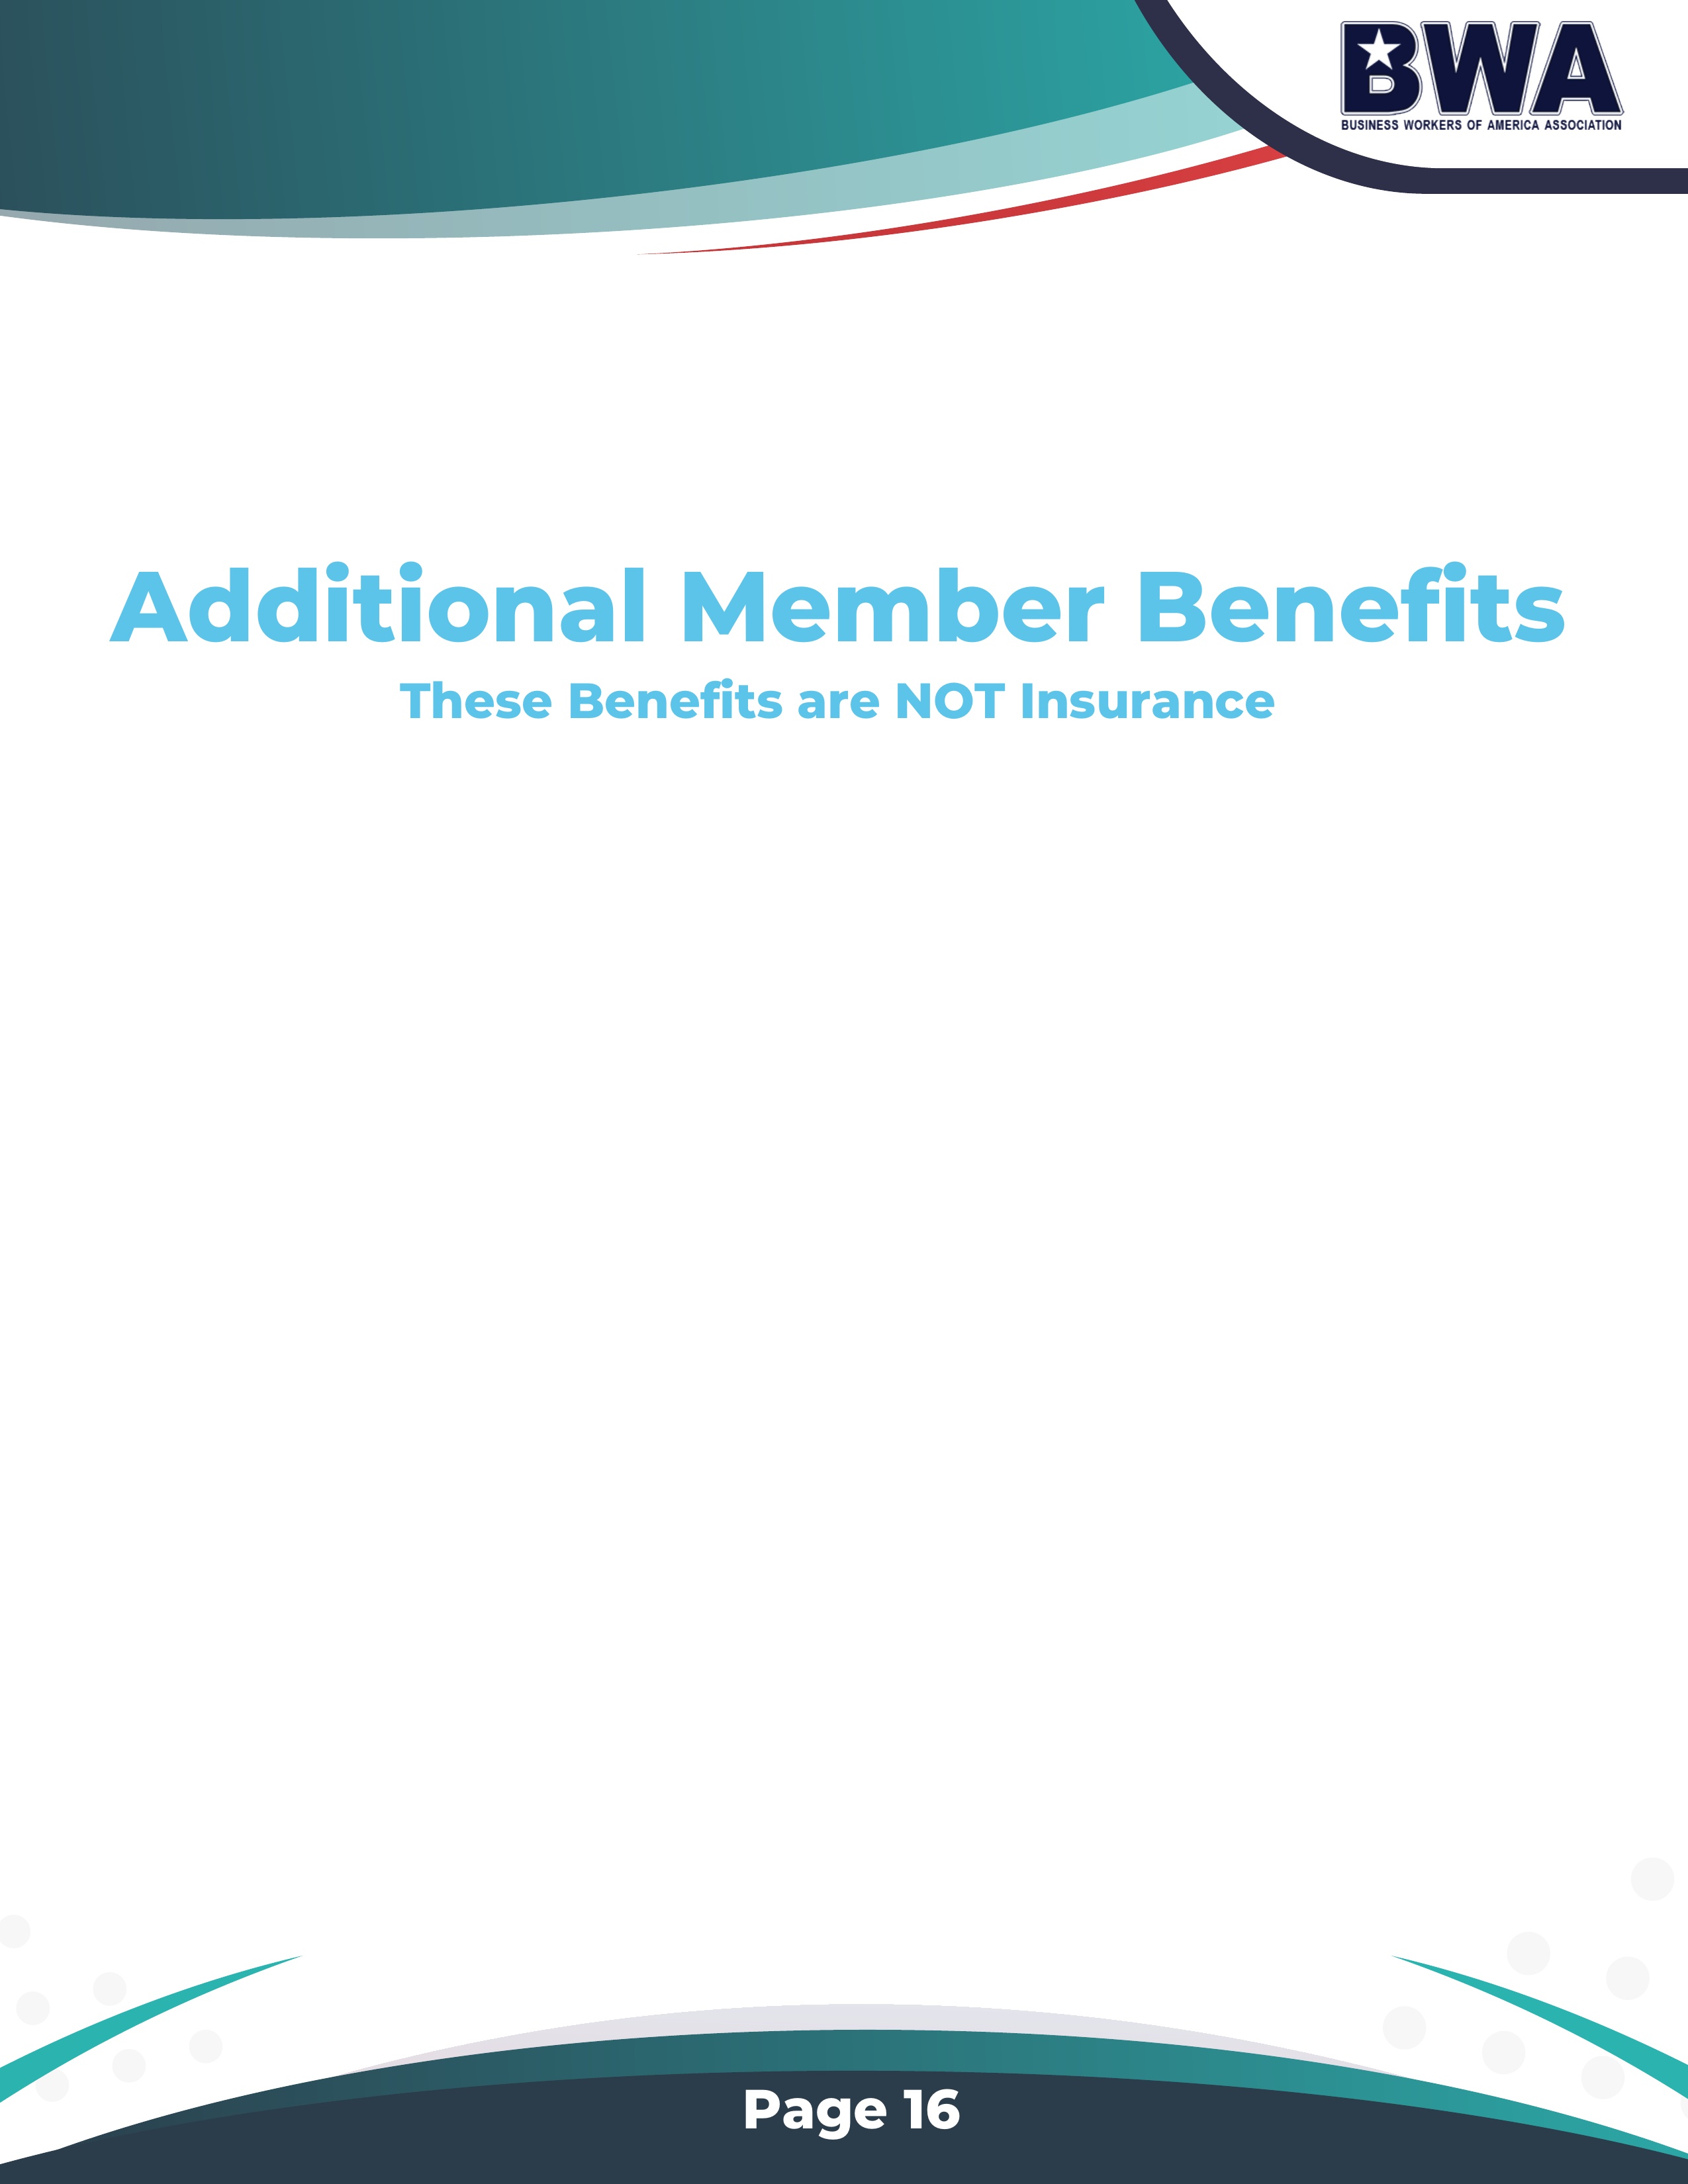 BWA
BUSINESS WORKERS OF AMERICA ASSOCIATION
Additional Member Benefits
These Benefits are NOT Insurance
Page 16